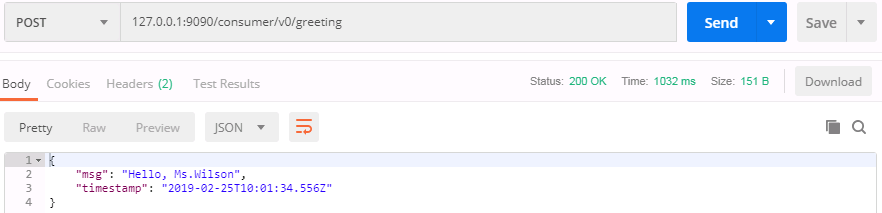 POST 127.0.0.1:9090/consumer/v0/greeting Send Save
Body Cookies Headers (2) Test Results Status: 200 OK Time: 1032 ms Size: 151 B Download
Pretty Raw Preview JSON
1 {
2 "msg": "Hello, Ms.Wilson",
3 "timestamp": "2019-02-25T10:01:34.556Z"
4 }